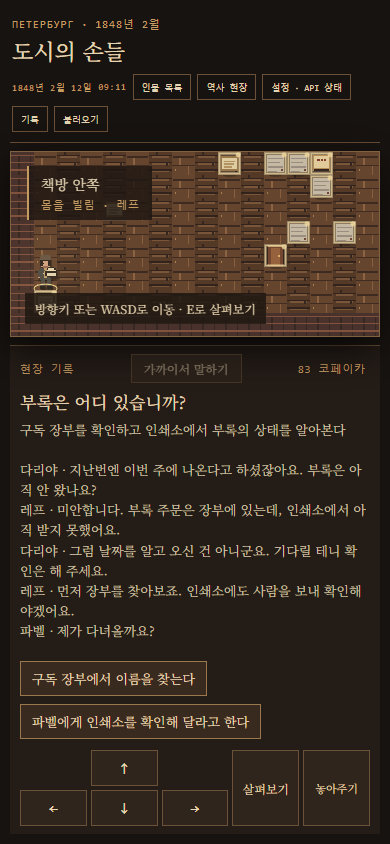 ПЕТЕРБУРГ · 1848년 2월
도시의 손들
1848년 2월 12일 09:11 인물 목록 역사 현장 설정 · API 상태
기록 불러오기
책방 안쪽
몸을 빌림 · 레프
방향키 또는 WASD로 이동 · E로 살펴보기
현장 기록 가까이서 말하기 83 코페이카
부록은 어디 있습니까?
구독 장부를 확인하고 인쇄소에서 부록의 상태를 알아본다
다리야 · 지난번엔 이번 주에 나온다고 하셨잖아요. 부록은 아
직 안 왔나요?
레프 · 미안합니다. 부록 주문은 장부에 있는데, 인쇄소에서 아
직 받지 못했어요.
다리야 · 그럼 날짜를 알고 오신 건 아니군요. 기다릴 테니 확
인은 해 주세요.
레프 · 먼저 장부를 찾아보죠. 인쇄소에도 사람을 보내 확인해
야겠어요.
파벨 · 제가 다녀올까요?
구독 장부에서 이름을 찾는다
파벨에게 인쇄소를 확인해 달라고 한다
↑
← ↓ → 살펴보기 놓아주기